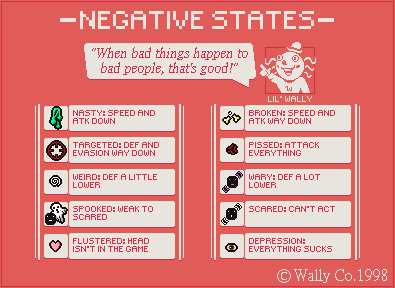 -NEGATIVE STATES-
"When bad things happen to
bad people, that's good!"
W
LIL' WALLY
NASTY: SPEED AND
ATK DOWN
TARGETED: DEF AND
EVASION WAY DOWN
WEIRD: DEF A LITTLE
LOWER
SPOOKED: WEAK TO
SCARED
FLUSTERED: HEAD
ISN'T IN THE GAME
BROKEN: SPEED AND
ATK WAY DOWN
PISSED: ATTACK
EVERYTHING
WARY: DEF A LOT
LOWER
SCARED: CAN'T ACT
DEPRESSION:
EVERYTHING SUCKS
© Wally Co.1998